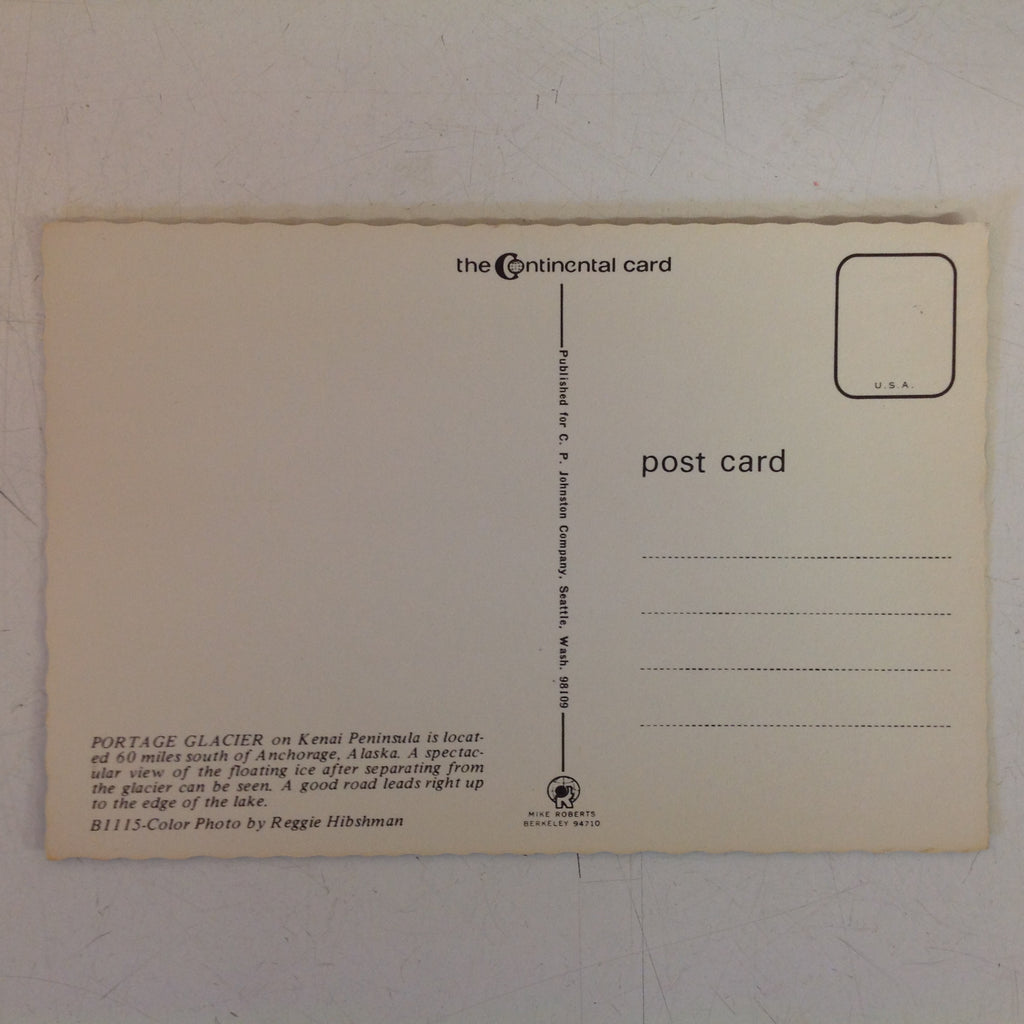 the Continental card
U.S.A.
post card
Published for C. P. Johnston Company, Seattle, Wash. 98109
PORTAGE GLACIER on Kenai Peninsula is locat-
ed 60 miles south of Anchorage, Alaska. A spectac-
ular view of the floating ice after separating from
the glacier can be seen. A good road leads right up
to the edge of the lake.
B1115-Color Photo by Reggie Hibshman
R
MIKE ROBERTS
BERKELEY 94710